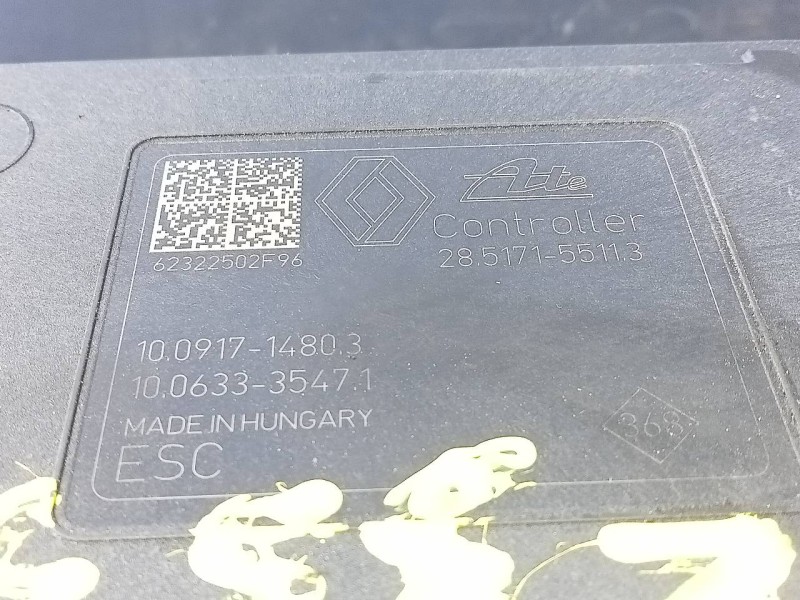 Ate
Controller
62322502F96
28.5171-5511.3
10.0917-1480.3
10.0633-3547.1
MADE IN HUNGARY
368
ESC